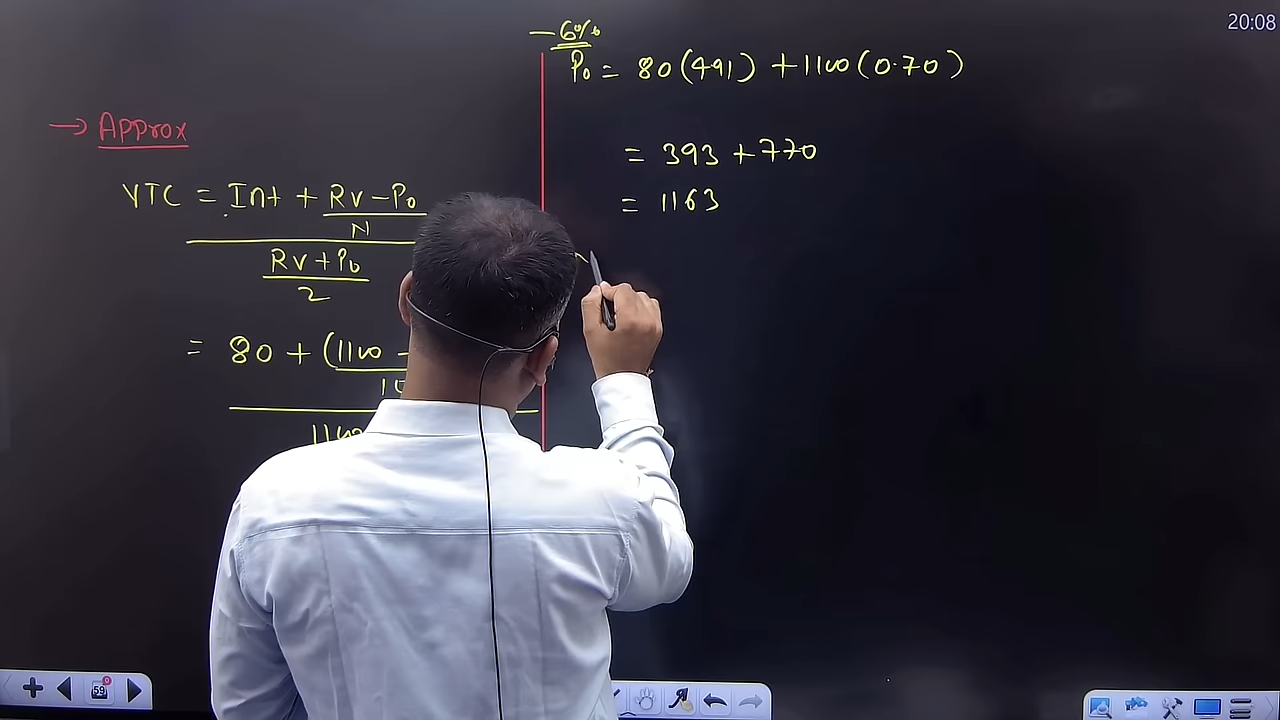 20:08
→ Approx
YTC = Int + RV - P0
N
RV + P0
2
= 80 + (1100 -
— 6%
P0 = 80 (4.91) + 1100 (0.70)
= 393 + 770
= 1163
59